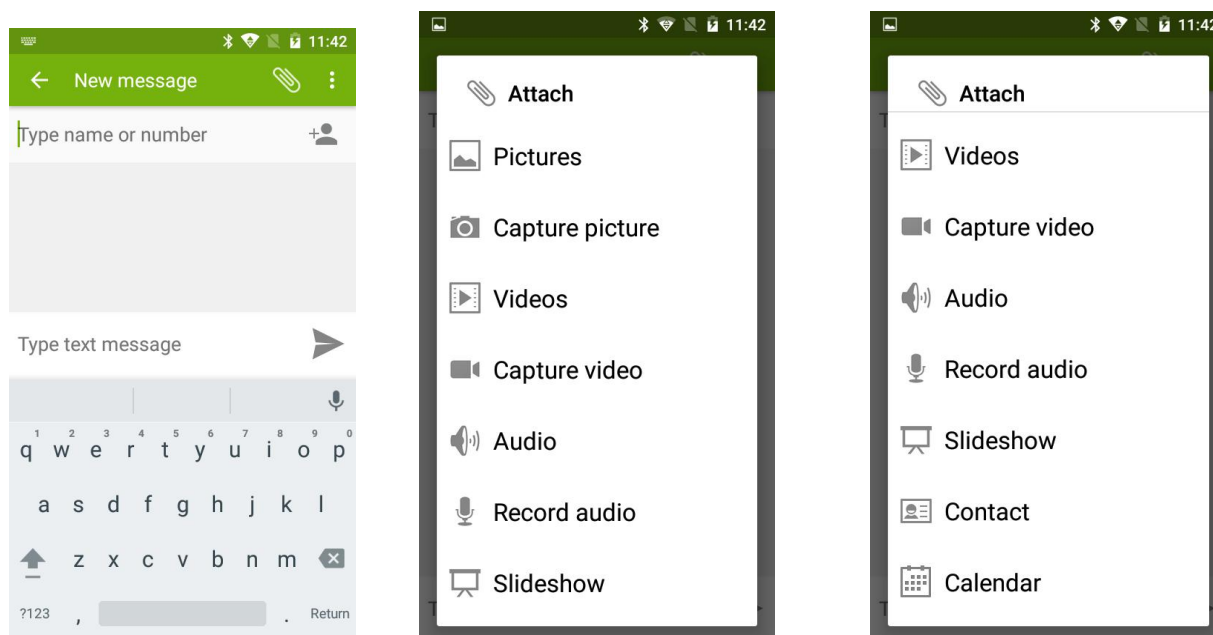 11:42
New message
Type name or number
Type text message
1 2 3 4 5 6 7 8 9 0
q w e r t y u i o p
a s d f g h j k l
z x c v b n m
?123 , . Return
11:42
Attach
T
Pictures
Capture picture
Videos
Capture video
Audio
Record audio
Slideshow
T
11:42
Attach
T
Videos
Capture video
Audio
Record audio
Slideshow
Contact
Calendar
T